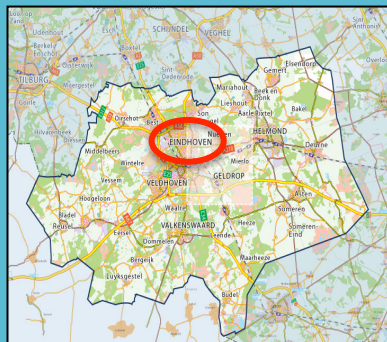 Udenhout
SCHIJNDEL
VEGHEL
Boxtel
Berkel-
Enschot
Oisterwijk
TILBURG
Moergestel
Sint-
Oedenrode
Goirle
Hilvarenbeek
Diessen
Elsendorp
Gemert
Mariahout
Lieshout
Beek en
Donk
Bakel
Aarle-Rixtel
Oirschot
Best
Son
EINDHOVEN
HELMOND
Deurne
Middelbeers
Mierlo
Wintelre
Vessem
VELDHOVEN
GELDROP
Hoogeloon
Asten
Bladel
Reusel
Waalre
Someren
Eersel
VALKENSWAARD
Heeze
Someren-
Eind
Dommelen
Leende
Bergeijk
Maarheeze
Luyksgestel
Budel